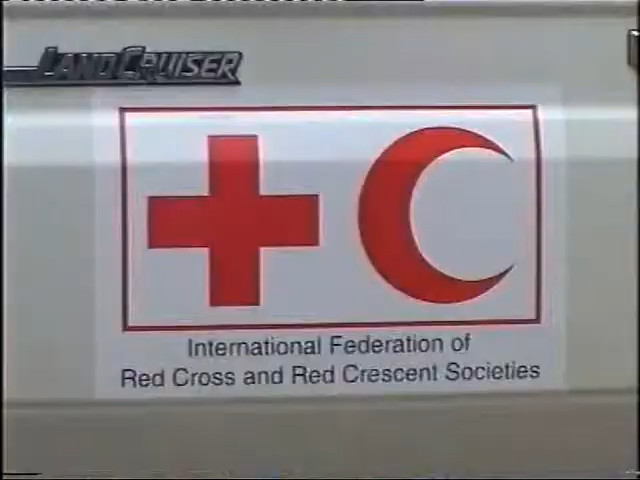 LANDCRUISER
International Federation of
Red Cross and Red Crescent Societies